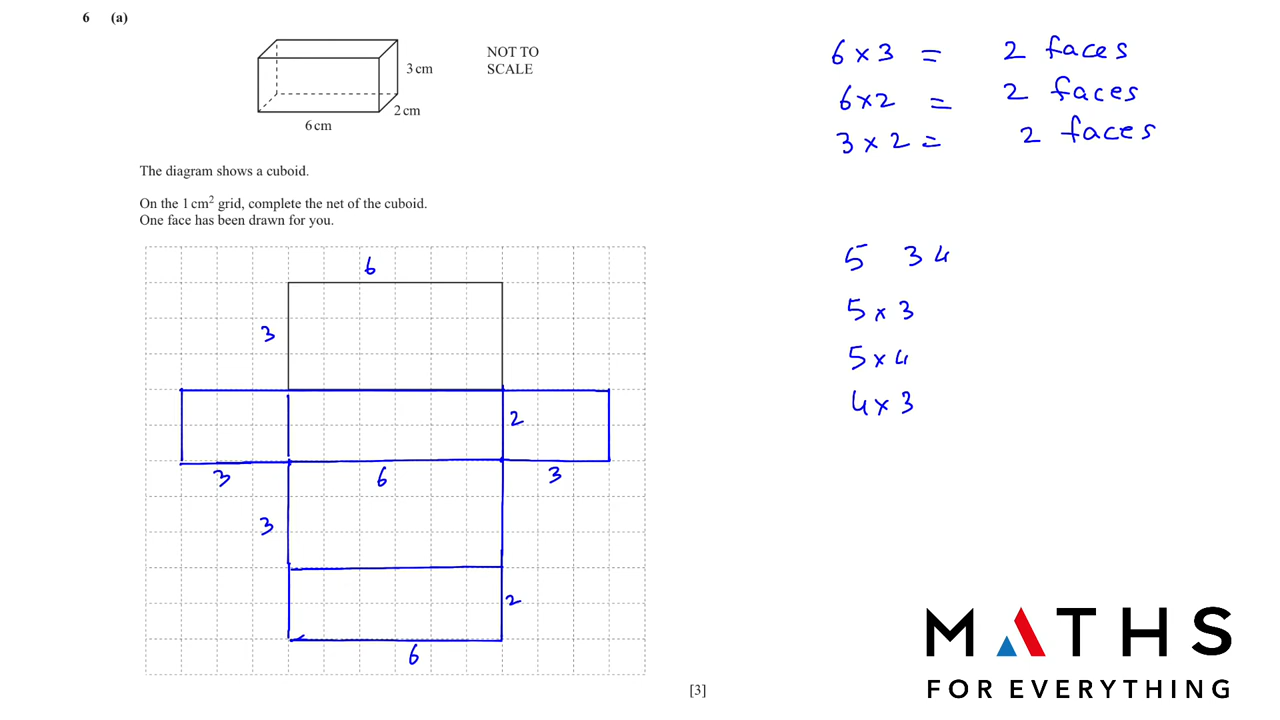 6 (a)
3 cm
2 cm
6 cm
NOT TO
SCALE
The diagram shows a cuboid.
On the 1 cm² grid, complete the net of the cuboid.
One face has been drawn for you.
6
3
2
3
6
3
3
2
6
[3]
6 × 3 = 2 faces
6 × 2 = 2 faces
3 × 2 = 2 faces
5 3 4
5 × 3
5 × 4
4 × 3
MATHS
FOR EVERYTHING